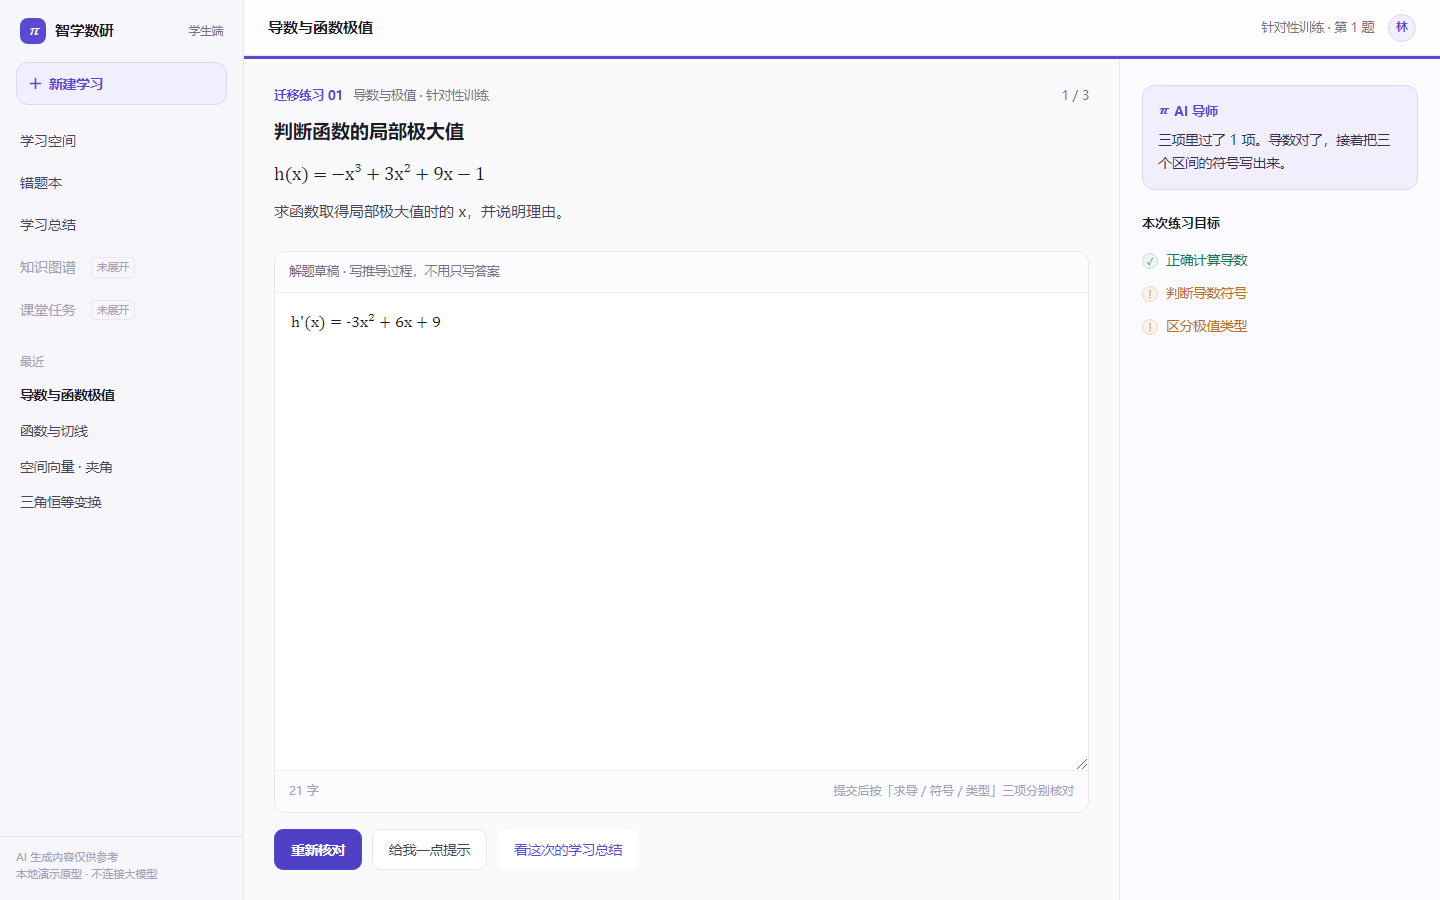 π 智学数研 学生端
+ 新建学习
学习空间
错题本
学习总结
知识图谱 未展开
课堂任务 未展开
最近
导数与函数极值
函数与切线
空间向量 · 夹角
三角恒等变换
AI 生成内容仅供参考
本地演示原型 · 不连接大模型
导数与函数极值
针对性训练 · 第 1 题 林
迁移练习 01 导数与极值 · 针对性训练 1 / 3
判断函数的局部极大值
h(x) = −x³ + 3x² + 9x − 1
求函数取得局部极大值时的 x，并说明理由。
解题草稿 · 写推导过程，不用只写答案
h'(x) = -3x² + 6x + 9
21 字 提交后按「求导 / 符号 / 类型」三项分别核对
重新核对 给我一点提示 看这次的学习总结
π AI 导师
三项里过了 1 项。导数对了，接着把三
个区间的符号写出来。
本次练习目标
✓ 正确计算导数
! 判断导数符号
! 区分极值类型